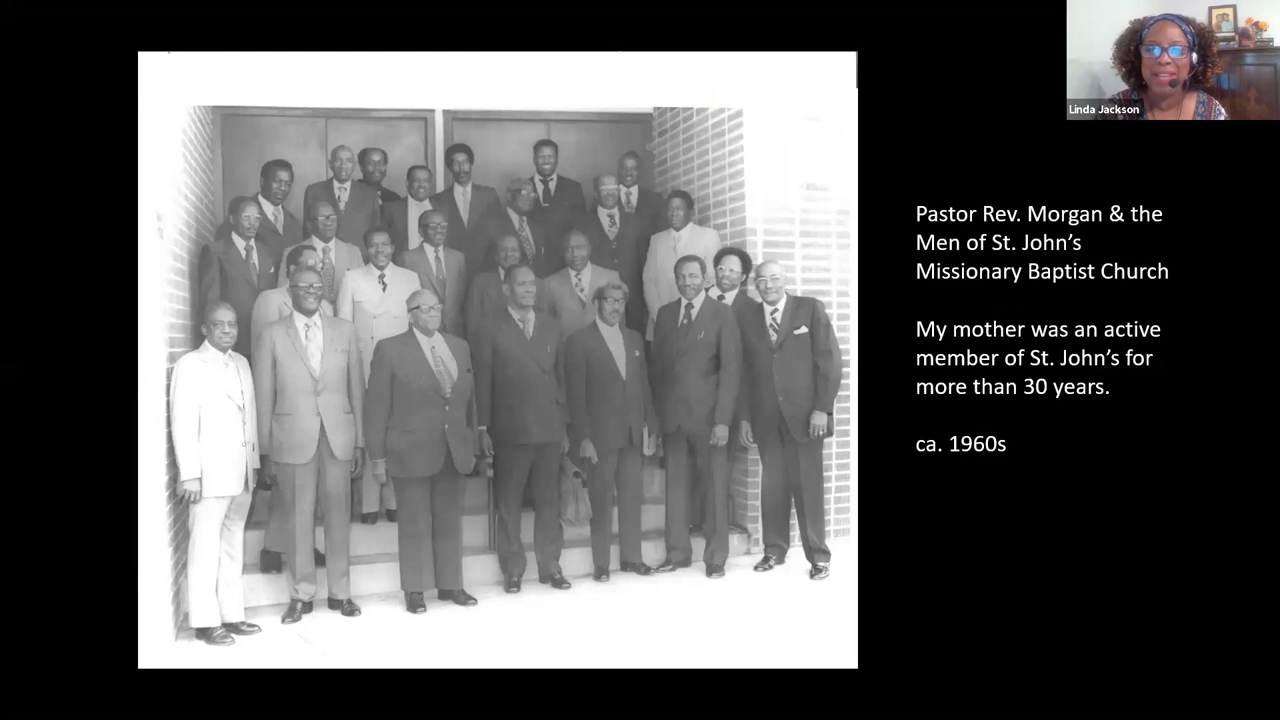 Linda Jackson
Pastor Rev. Morgan & the
Men of St. John’s
Missionary Baptist Church
My mother was an active
member of St. John’s for
more than 30 years.
ca. 1960s